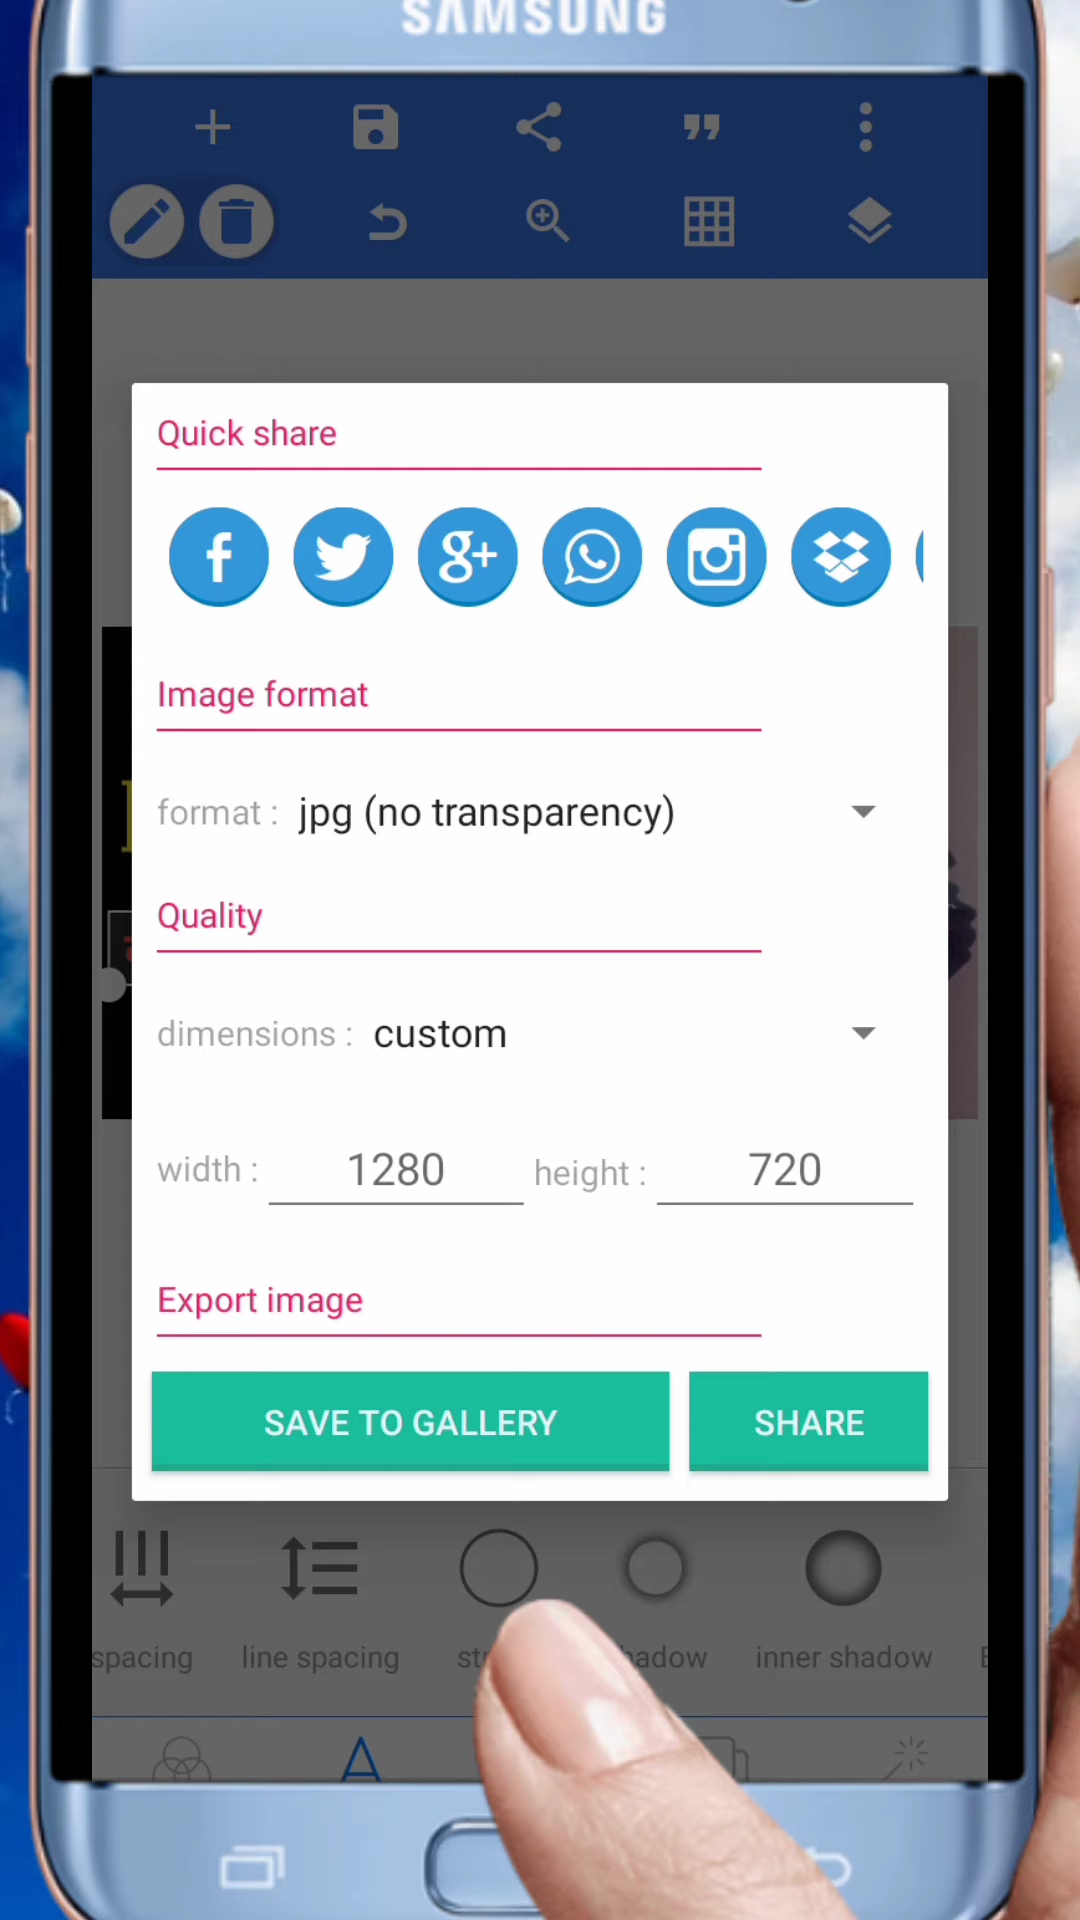 SAMSUNG
Quick share
Image format
format : jpg (no transparency)
Quality
dimensions : custom
width : 1280 height : 720
Export image
SAVE TO GALLERY SHARE
spacing line spacing inner shadow